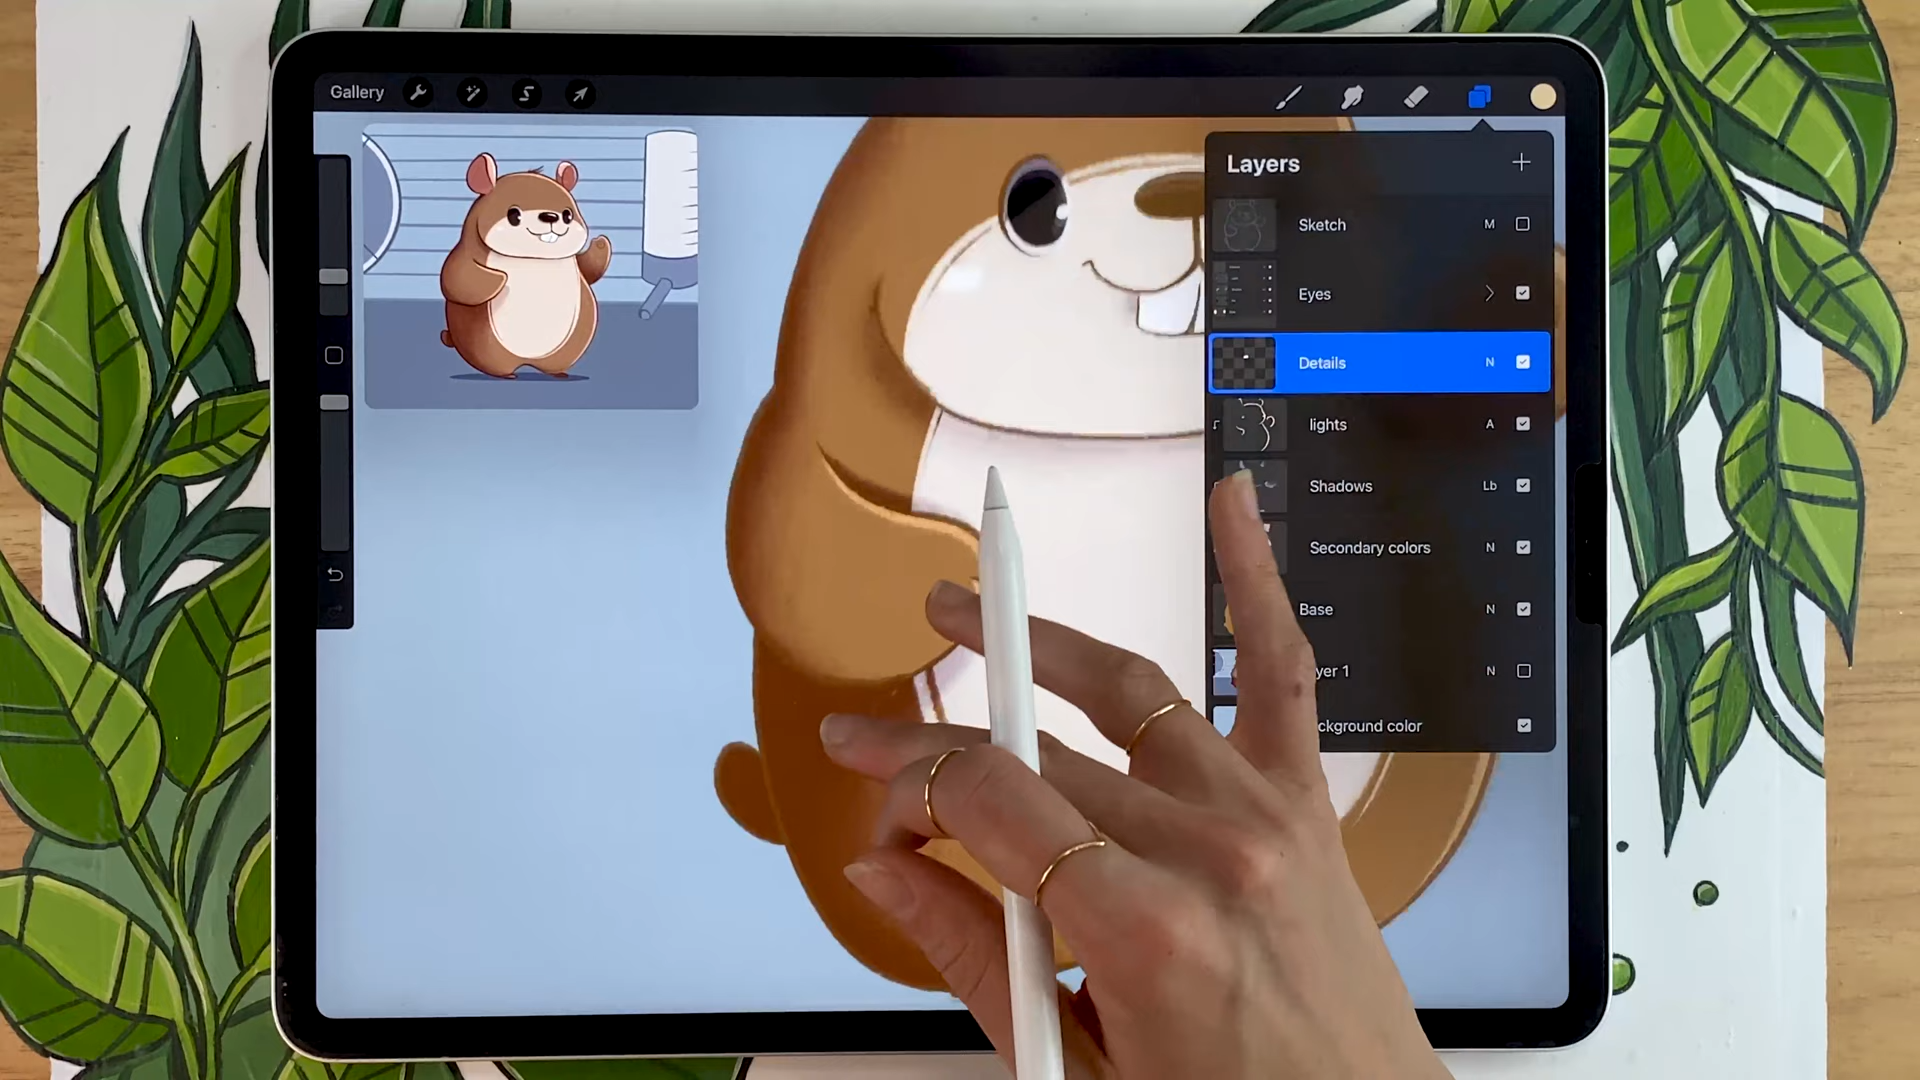 Gallery
Layers
Sketch M
Eyes
Details N
lights A
Shadows Lb
Secondary colors N
Base N
yer 1 N
ckground color